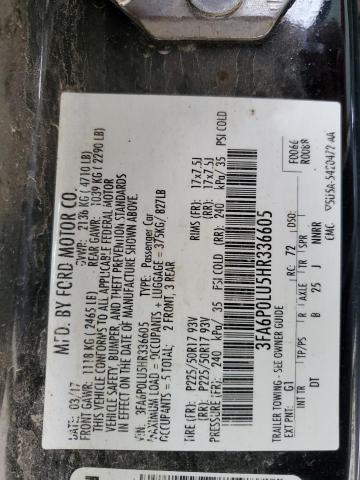 MFD. BY FORD MOTOR CO.
DATE: 03/17 GVWR: 2136 KG ( 4710 LB)
FRONT GAWR: 1118 KG ( 2465 LB) REAR GAWR: 1039 KG ( 2290 LB)
THIS VEHICLE CONFORMS TO ALL APPLICABLE FEDERAL MOTOR
VEHICLE SAFETY, BUMPER, AND THEFT PREVENTION STANDARDS
IN EFFECT ON THE DATE OF MANUFACTURE SHOWN ABOVE.
VIN: 3FA6P0LU5HR336605 TYPE: Passenger Car
MAXIMUM LOAD = OCCUPANTS + LUGGAGE = 375KG/ 827LB
OCCUPANTS = 5 TOTAL: 2 FRONT, 3 REAR
TIRE (FR): P225/50R17 93V RIMS (FR): 17x7.5J
(RR) P225/50R17 93V (RR): 17x7.5J
PRESSURE (FR): 240 kPa/ 35 PSI COLD (RR) 240 kPa/ 35 PSI COLD
3FA6P0LU5HR336605
TRAILER TOWING - SEE OWNER GUIDE F0066
EXT PNT: G1 RC: 72 DSO: R0088
INT TR TP/PS R AXLE TR SPR
DT B 25 J NNRR
CMC